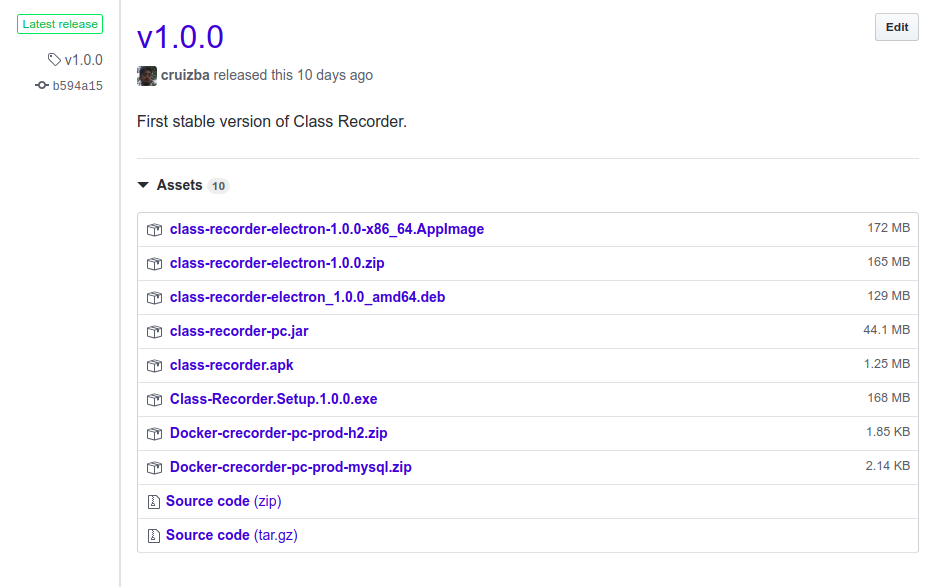 Latest release
v1.0.0
b594a15
v1.0.0
Edit
cruizba released this 10 days ago
First stable version of Class Recorder.
Assets 10
class-recorder-electron-1.0.0-x86_64.AppImage 172 MB
class-recorder-electron-1.0.0.zip 165 MB
class-recorder-electron_1.0.0_amd64.deb 129 MB
class-recorder-pc.jar 44.1 MB
class-recorder.apk 1.25 MB
Class-Recorder.Setup.1.0.0.exe 168 MB
Docker-crecorder-pc-prod-h2.zip 1.85 KB
Docker-crecorder-pc-prod-mysql.zip 2.14 KB
Source code (zip)
Source code (tar.gz)